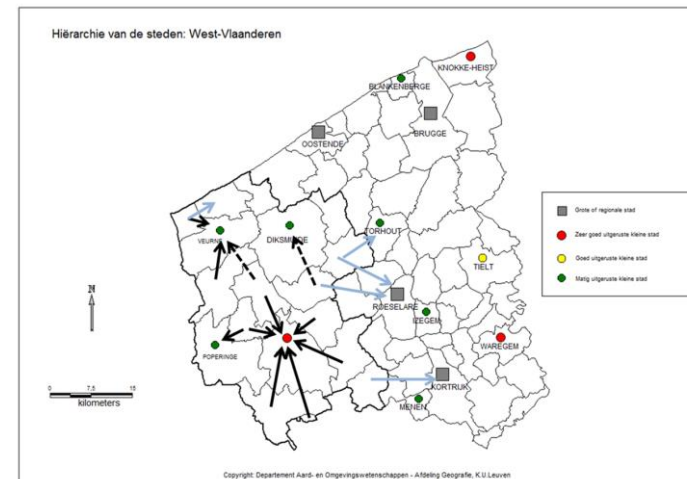 Hiërarchie van de steden: West-Vlaanderen
KNOKKE-HEIST
BLANKENBERGE
BRUGGE
OOSTENDE
VEURNE
DIKSMUIDE
TORHOUT
TIELT
ROESELARE
IZEGEM
POPERINGE
WAREGEM
KORTRIJK
MENEN
Grote of regionale stad
Zeer goed uitgeruste kleine stad
Goed uitgeruste kleine stad
Matig uitgeruste kleine stad
N
0 7.5 15
kilometers
Copyright: Departement Aard- en Omgevingswetenschappen - Afdeling Geografie, K.U.Leuven